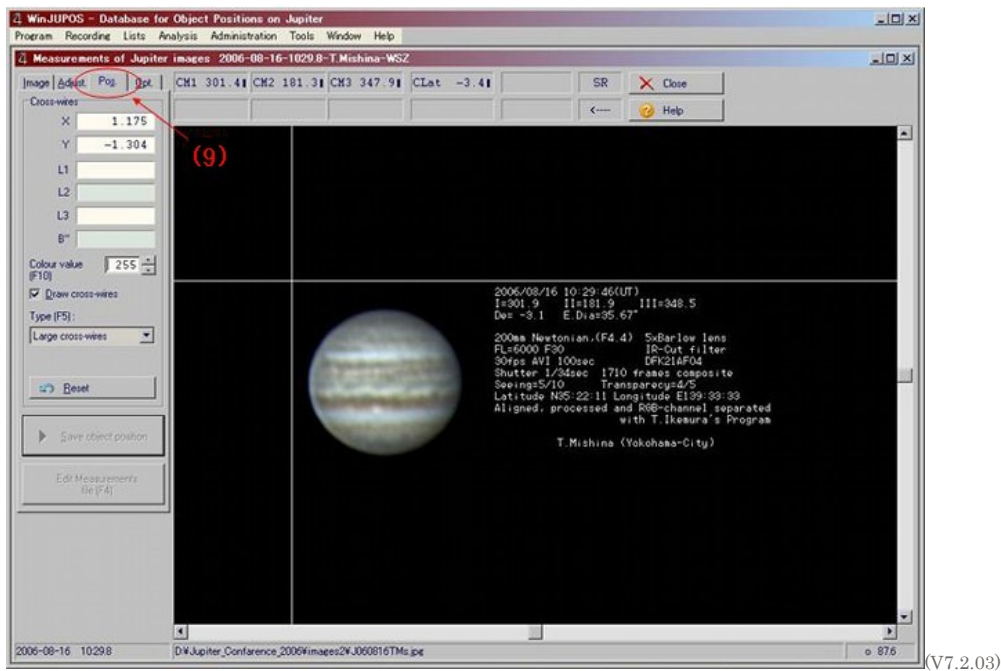 WinJUPOS - Database for Object Positions on Jupiter
Program Recording Lists Analysis Administration Tools Window Help
Measurements of Jupiter images 2006-08-16-1029.8-T.Mishina-WSZ
Image Adjust. Pos. Opt.
CM1 301.4 CM2 181.3 CM3 347.9 CLat -3.4 SR Close
<---- Help
Cross-wires
X 1.175
Y -1.304
L1
L2
L3
B"
Colour value (F10) 255
Draw cross-wires
Type (F5):
Large cross-wires
Reset
Save object position
Edit Measurements
file (F4)
(9)
2006/08/16 10:29:46(UT)
I=301.9 II=181.9 III=348.5
De= -3.1 E.Dia=35.67"
200mm Newtonian.(F4.4) 5xBarlow lens
FL=6000 F30 IR-Cut filter
30fps AVI 100sec DFK21AF04
Shutter 1/34sec 1710 frames composite
Seeing=5/10 Transparecy=4/5
Latitude N35:22:11 Longitude E139:33:33
Aligned, processed and RGB-channel separated
with T.Ikemura's Program
T.Mishina (Yokohama-City)
2006-08-16 1029.8 D:¥Jupiter_Confarence_2006¥images2¥J060816TMs.jpg o 87.6
(V7.2.03)